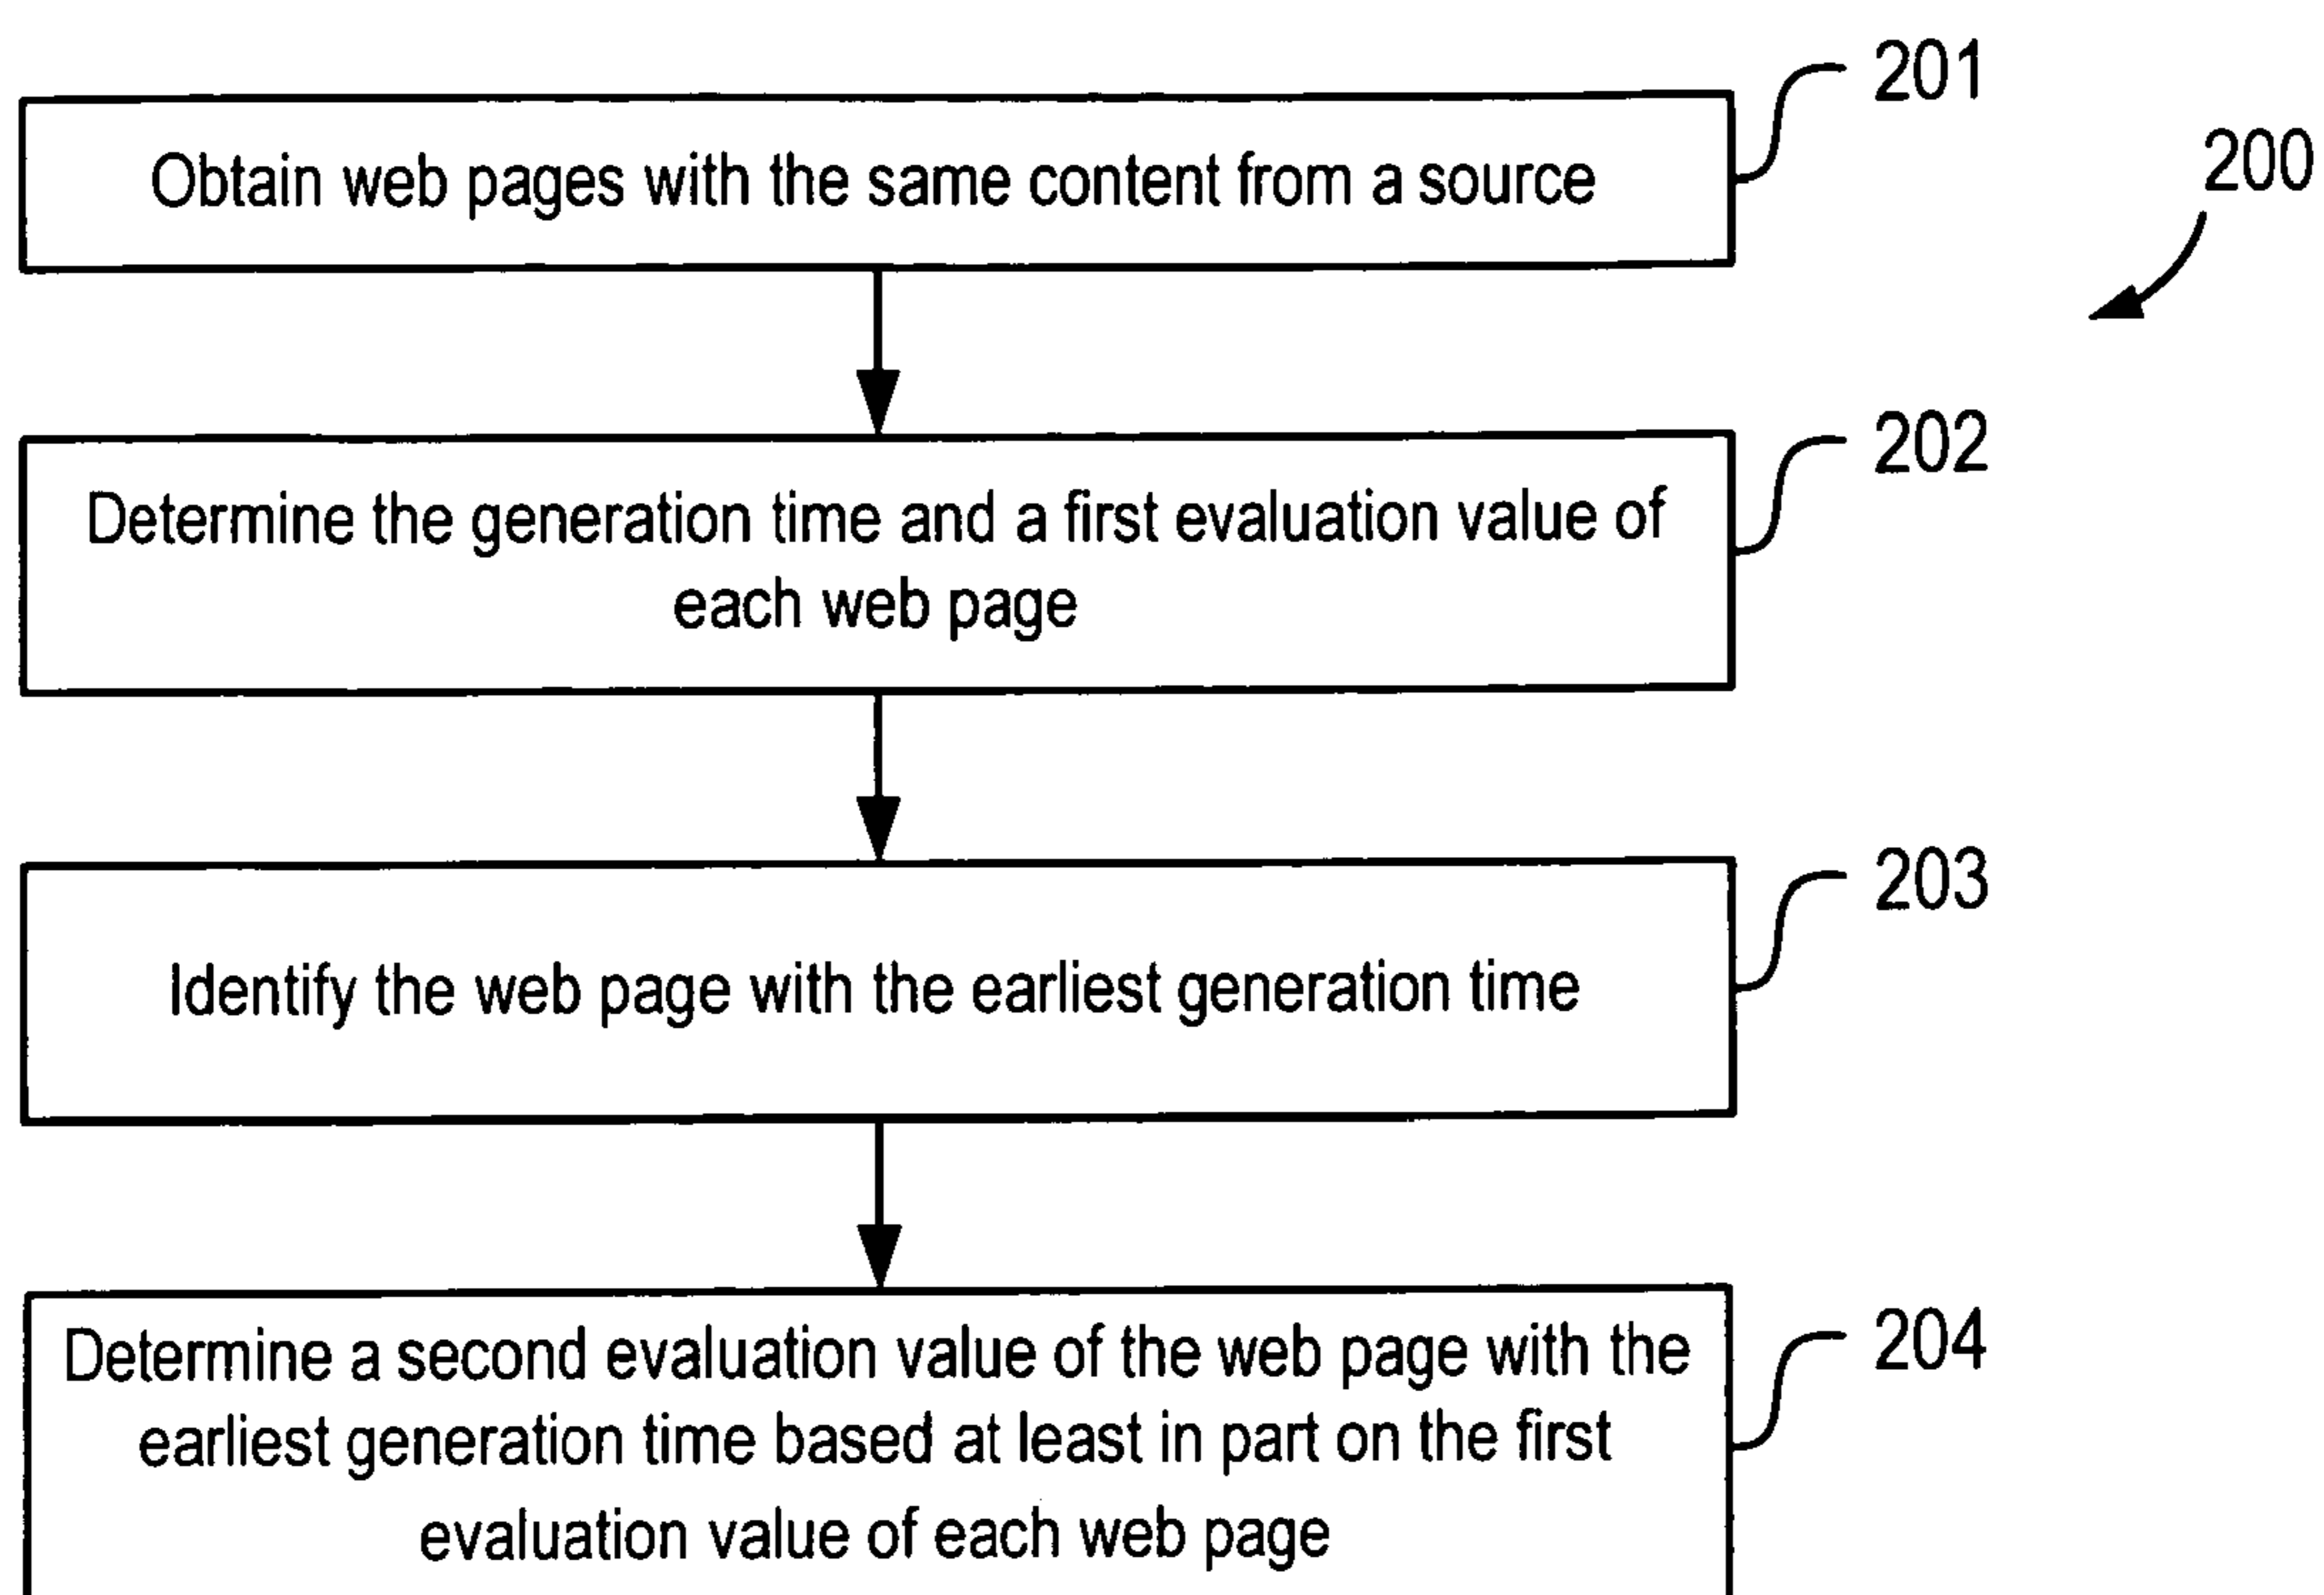 201
Obtain web pages with the same content from a source
200
202
Determine the generation time and a first evaluation value of
each web page
203
Identify the web page with the earliest generation time
204
Determine a second evaluation value of the web page with the
earliest generation time based at least in part on the first
evaluation value of each web page